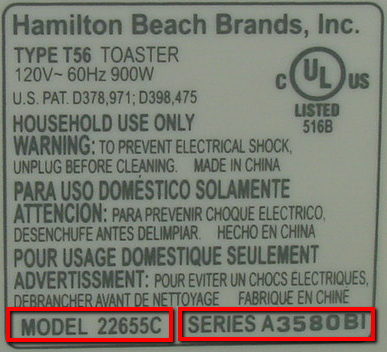 Hamilton Beach Brands, Inc.
TYPE T56 TOASTER
120V~ 60Hz 900W
U.S. PAT. D378,971; D398,475
C UL US
LISTED
516B
HOUSEHOLD USE ONLY
WARNING: TO PREVENT ELECTRICAL SHOCK,
UNPLUG BEFORE CLEANING. MADE IN CHINA
PARA USO DOMÉSTICO SOLAMENTE
ATTENCION: PARA PREVENIR CHOQUE ELECTRICO,
DESENCHUFE ANTES DELIMPIAR. HECHO EN CHINA
POUR USAGE DOMESTIQUE SEULEMENT
ADVERTISSMENT: POUR EVITER UN CHOCS ÉLECTRIQUES,
DEBRANCHER AVANT DE NETTOYAGE FABRIQUE EN CHINE
MODEL 22655C SERIES A3580BI